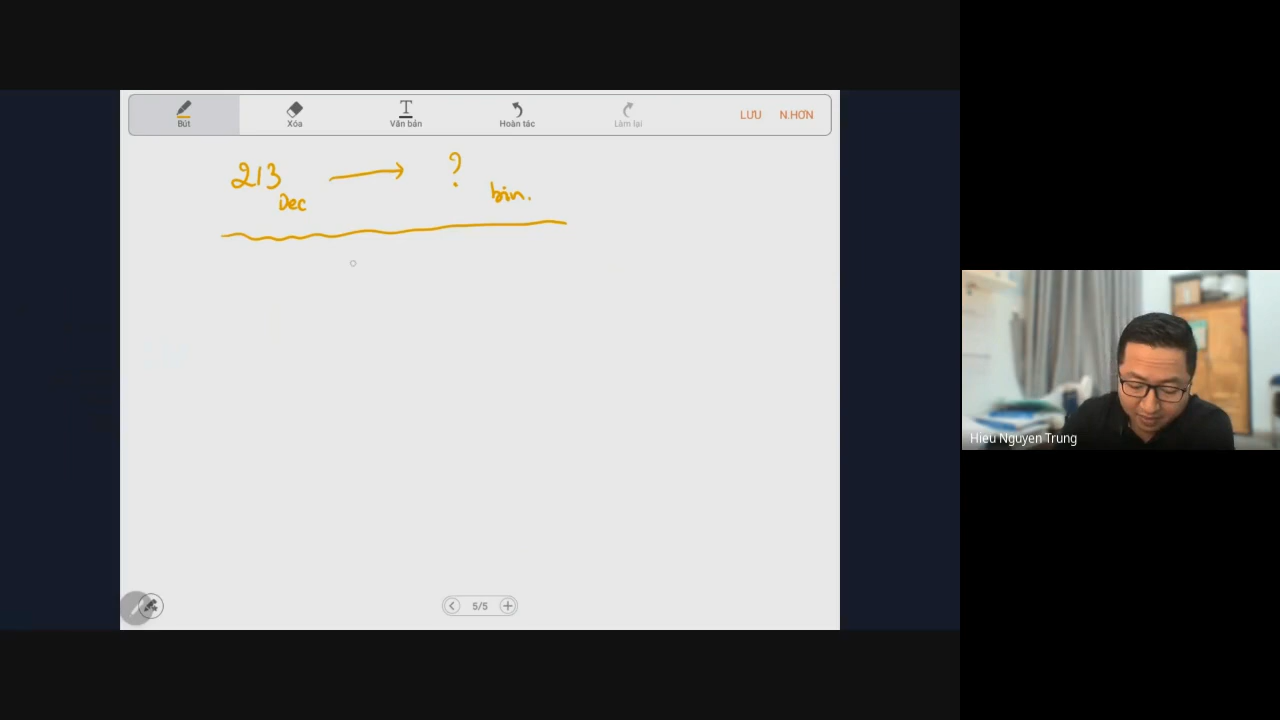 Bút Xóa Văn bản Hoàn tác Làm lại LƯU N.HƠN
213 Dec → ? bin.
Hieu Nguyen Trung
5/5